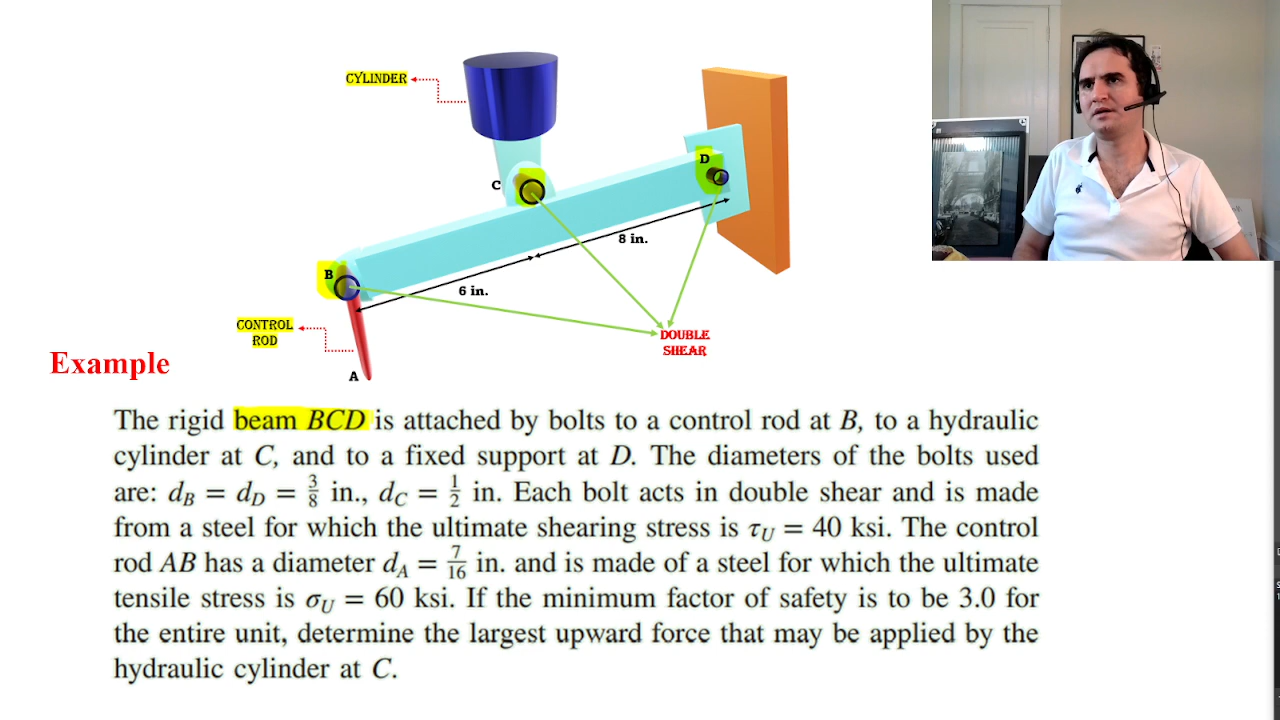 CYLINDER
D
C
8 in.
B
6 in.
CONTROL
ROD
DOUBLE
SHEAR
Example
A
The rigid beam BCD is attached by bolts to a control rod at B, to a hydraulic
cylinder at C, and to a fixed support at D. The diameters of the bolts used
are: d_B = d_D = 3/8 in., d_C = 1/2 in. Each bolt acts in double shear and is made
from a steel for which the ultimate shearing stress is τ_U = 40 ksi. The control
rod AB has a diameter d_A = 7/16 in. and is made of a steel for which the ultimate
tensile stress is σ_U = 60 ksi. If the minimum factor of safety is to be 3.0 for
the entire unit, determine the largest upward force that may be applied by the
hydraulic cylinder at C.